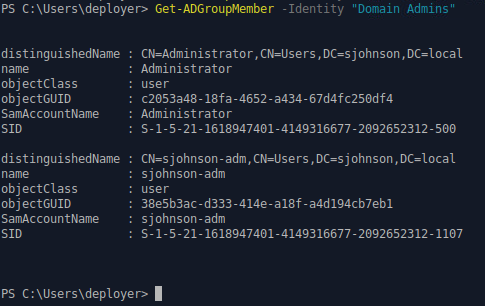 PS C:\Users\deployer> Get-ADGroupMember -Identity "Domain Admins"
distinguishedName : CN=Administrator,CN=Users,DC=sjohnson,DC=local
name              : Administrator
objectClass       : user
objectGUID        : c2053a48-18fa-4652-a434-67d4fc250df4
SamAccountName    : Administrator
SID               : S-1-5-21-1618947401-4149316677-2092652312-500
distinguishedName : CN=sjohnson-adm,CN=Users,DC=sjohnson,DC=local
name              : sjohnson-adm
objectClass       : user
objectGUID        : 38e5b3ac-d333-414e-a18f-a4d194cb7eb1
SamAccountName    : sjohnson-adm
SID               : S-1-5-21-1618947401-4149316677-2092652312-1107
PS C:\Users\deployer>